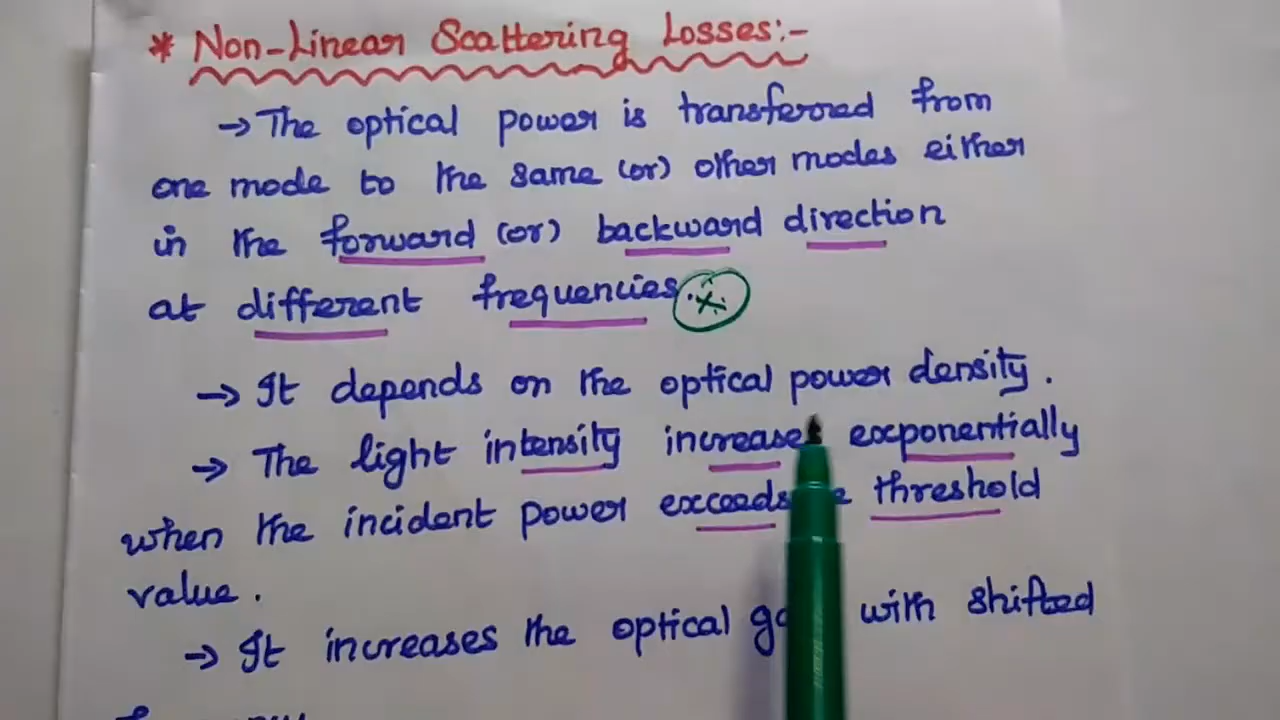 * Non-Linear Scattering Losses:-
→ The optical power is transferred from
one mode to the same (or) other modes either
in the forward (or) backward direction
at different frequencies.
→ It depends on the optical power density.
→ The light intensity increases exponentially
when the incident power exceeds threshold
value.
→ It increases the optical with shifted